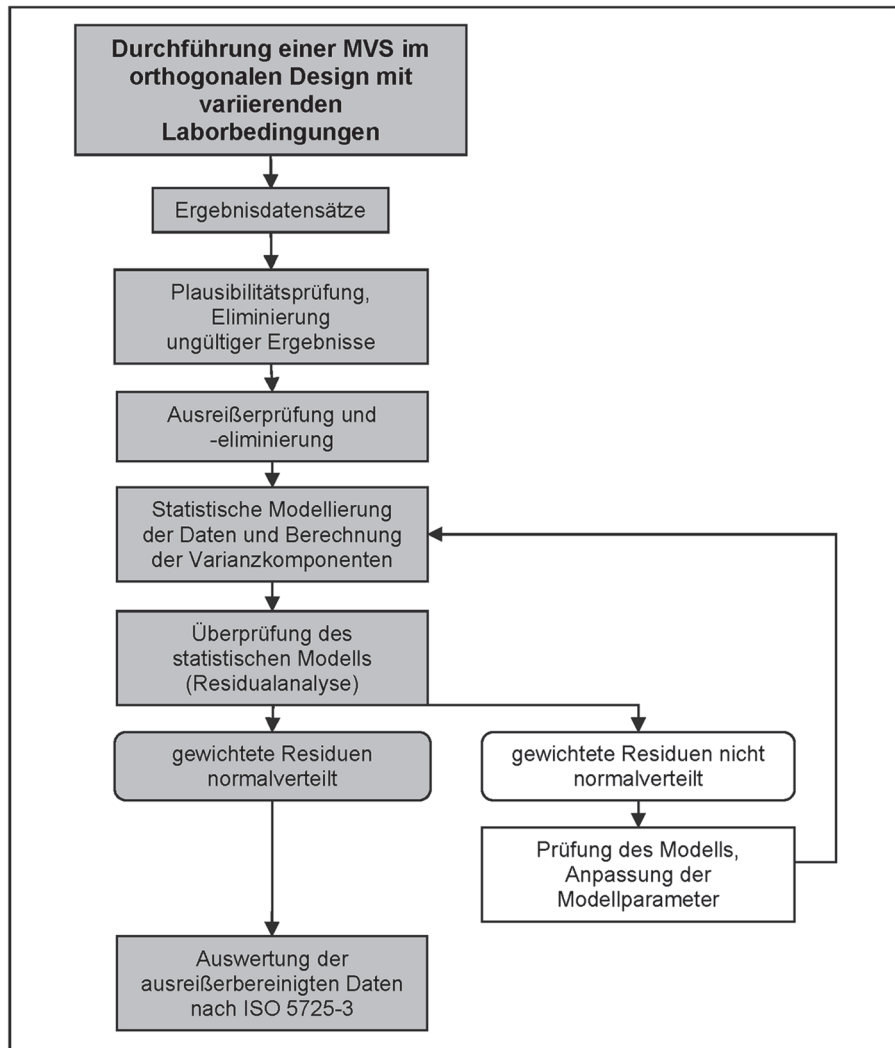 Durchführung einer MVS im
orthogonalen Design mit
variierenden
Laborbedingungen
Ergebnisdatensätze
Plausibilitätsprüfung,
Eliminierung
ungültiger Ergebnisse
Ausreißerprüfung und
-eliminierung
Statistische Modellierung
der Daten und Berechnung
der Varianzkomponenten
Überprüfung des
statistischen Modells
(Residualanalyse)
gewichtete Residuen
normalverteilt
gewichtete Residuen nicht
normalverteilt
Prüfung des Modells,
Anpassung der
Modellparameter
Auswertung der
ausreißerbereinigten Daten
nach ISO 5725-3